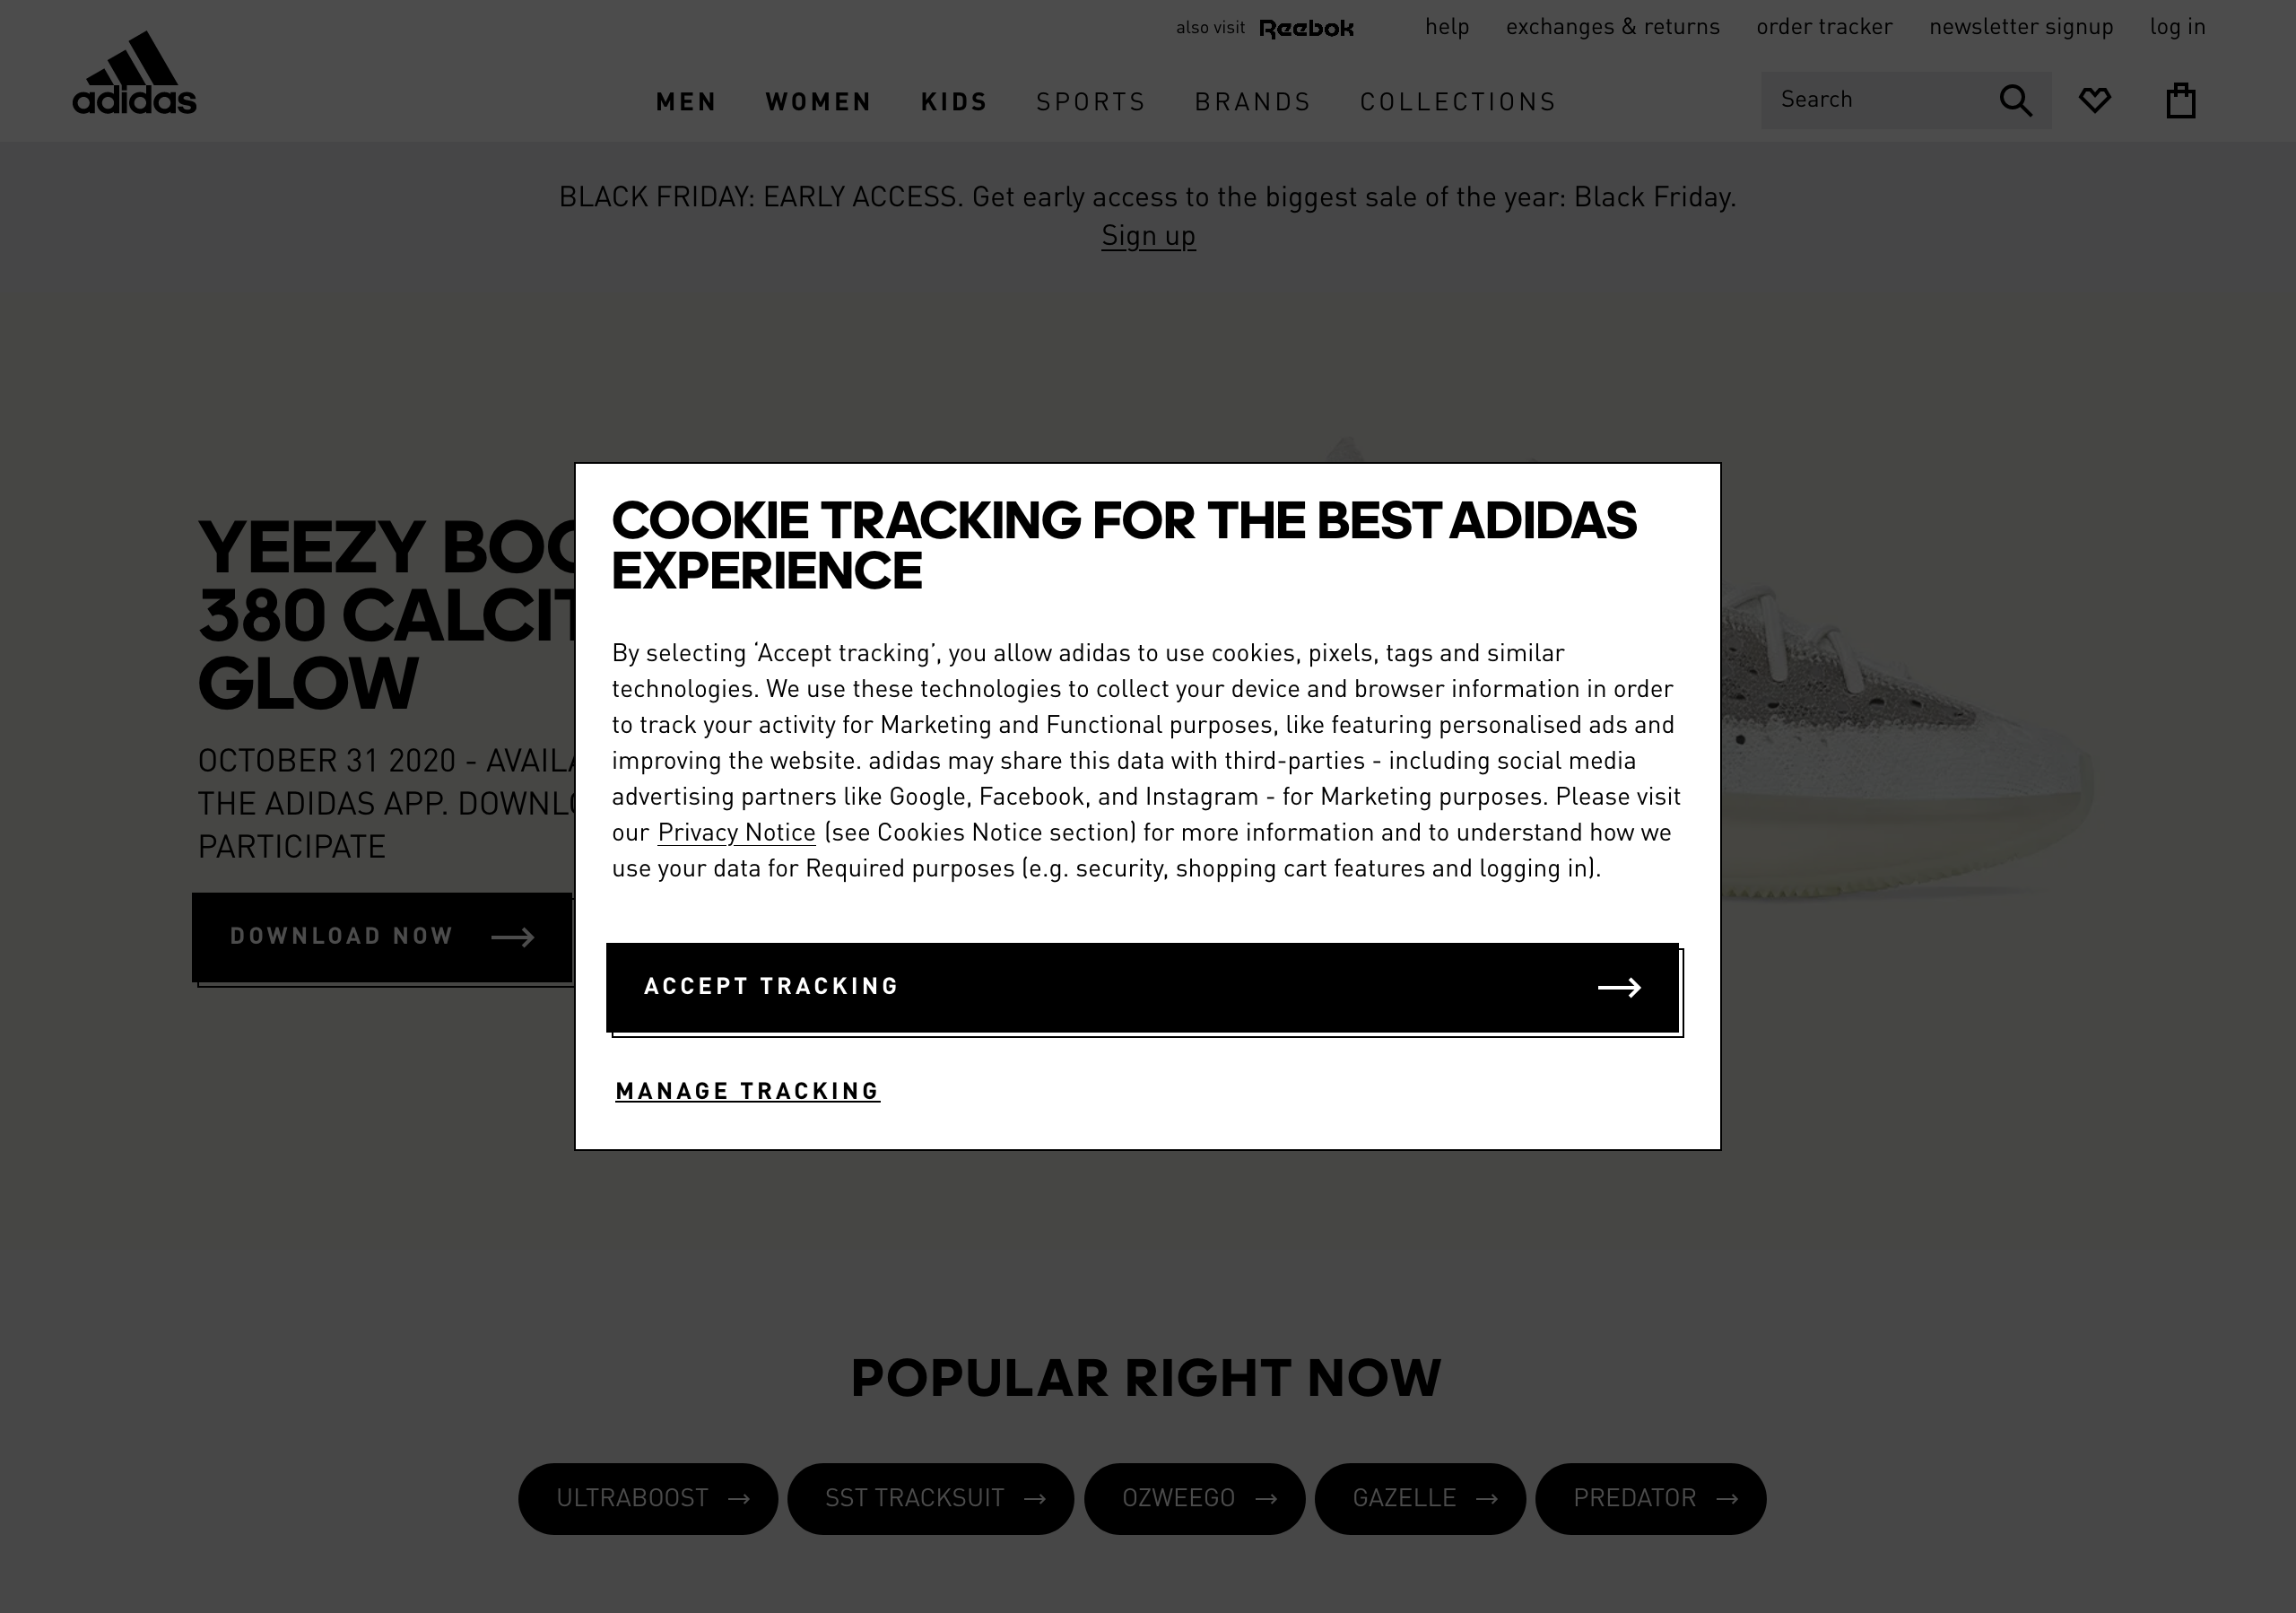 also visit Reebok help exchanges & returns order tracker newsletter signup log in
adidas
MEN WOMEN KIDS SPORTS BRANDS COLLECTIONS Search
BLACK FRIDAY: EARLY ACCESS. Get early access to the biggest sale of the year: Black Friday.
Sign up
YEEZY
380
GLOW
OCTOBER 31 2020 -
THE ADIDAS APP.
PARTICIPATE
DOWNLOAD NOW
COOKIE TRACKING FOR THE BEST ADIDAS
EXPERIENCE
By selecting ‘Accept tracking’, you allow adidas to use cookies, pixels, tags and similar
technologies. We use these technologies to collect your device and browser information in order
to track your activity for Marketing and Functional purposes, like featuring personalised ads and
improving the website. adidas may share this data with third-parties - including social media
advertising partners like Google, Facebook, and Instagram - for Marketing purposes. Please visit
our Privacy Notice (see Cookies Notice section) for more information and to understand how we
use your data for Required purposes (e.g. security, shopping cart features and logging in).
ACCEPT TRACKING
MANAGE TRACKING
POPULAR RIGHT NOW
ULTRABOOST SST TRACKSUIT OZWEEGO GAZELLE PREDATOR